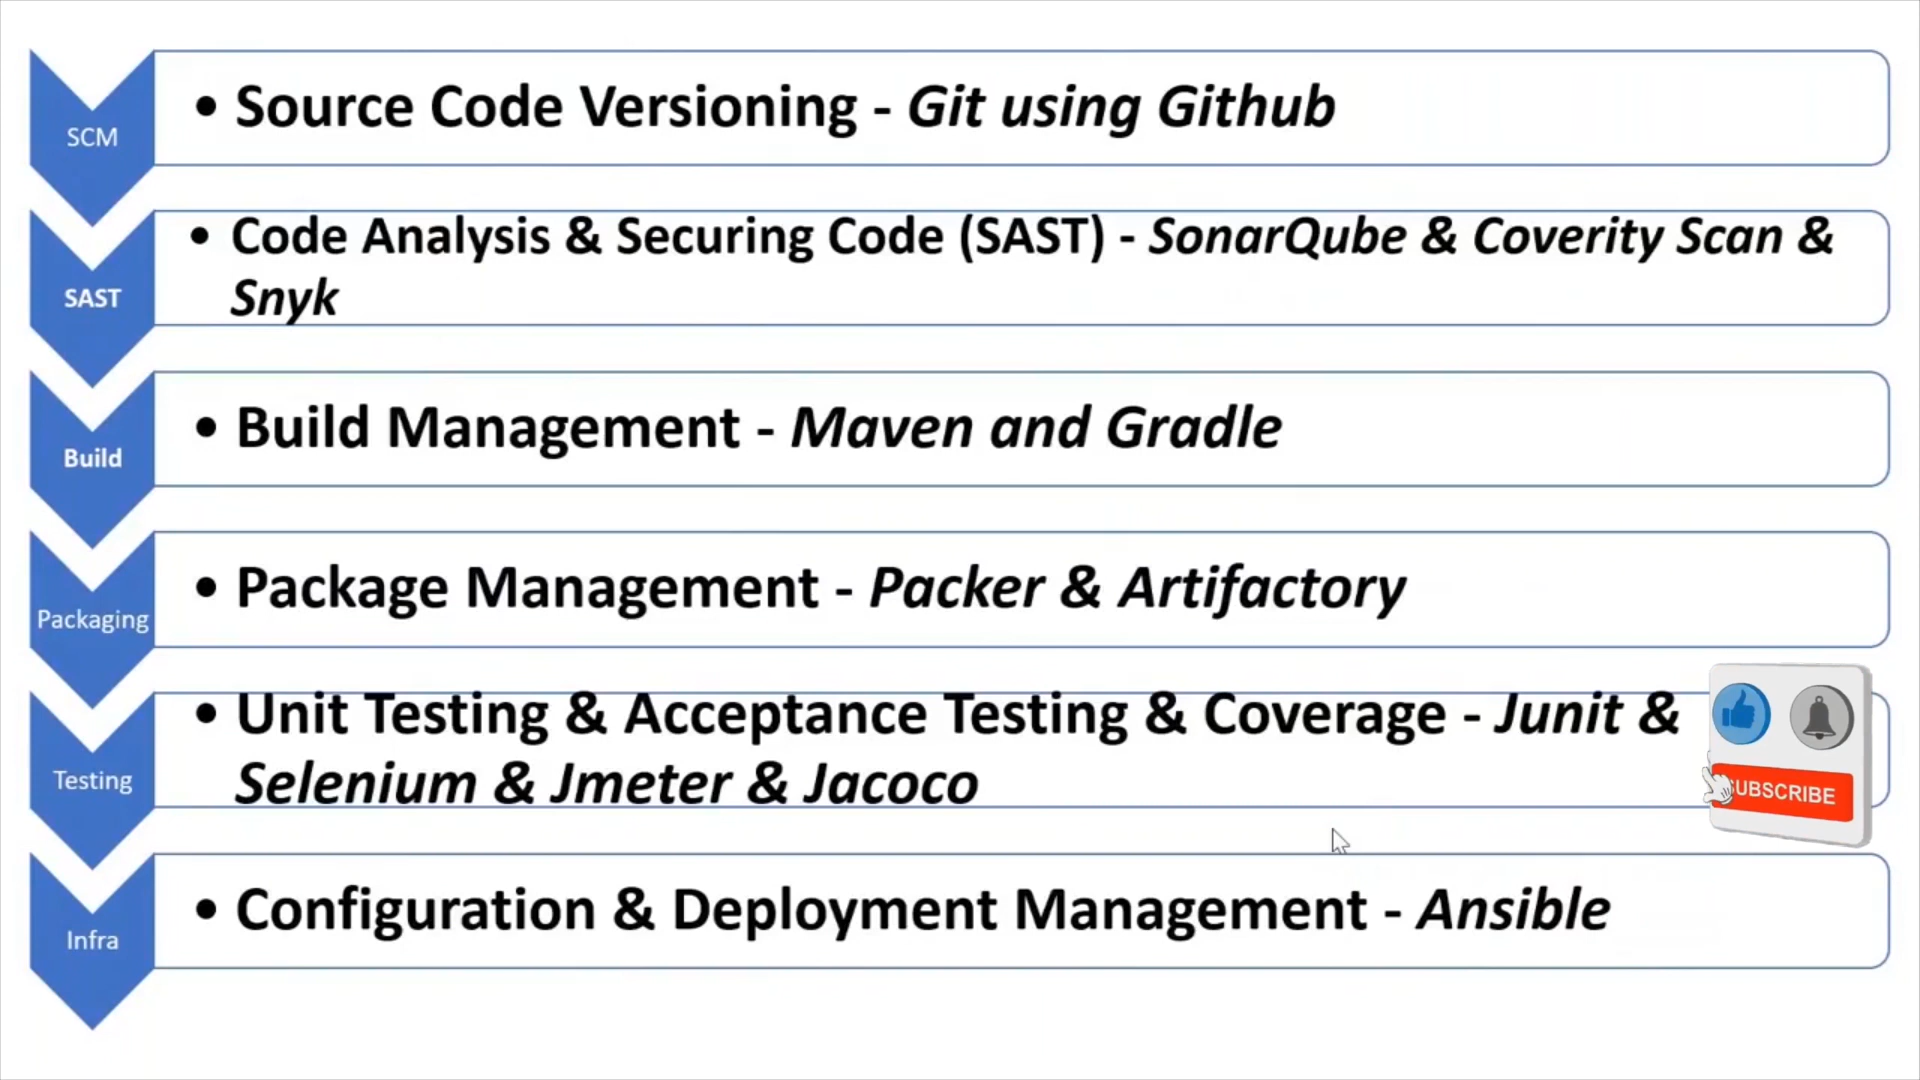 SCM
• Source Code Versioning - Git using Github
SAST
• Code Analysis & Securing Code (SAST) - SonarQube & Coverity Scan &
Snyk
Build
• Build Management - Maven and Gradle
Packaging
• Package Management - Packer & Artifactory
Testing
• Unit Testing & Acceptance Testing & Coverage - Junit &
Selenium & Jmeter & Jacoco
SUBSCRIBE
Infra
• Configuration & Deployment Management - Ansible